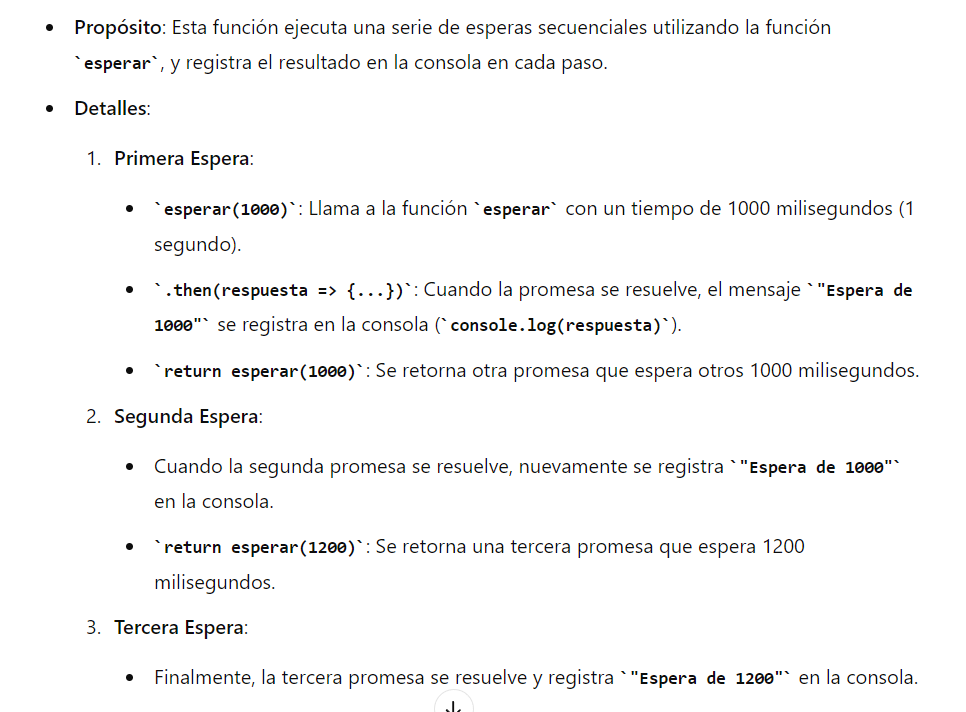 • Propósito: Esta función ejecuta una serie de esperas secuenciales utilizando la función
`esperar`, y registra el resultado en la consola en cada paso.
• Detalles:
1. Primera Espera:
• `esperar(1000)`: Llama a la función `esperar` con un tiempo de 1000 milisegundos (1
segundo).
• `.then(respuesta => {...})`: Cuando la promesa se resuelve, el mensaje `"Espera de
1000"` se registra en la consola (`console.log(respuesta)`).
• `return esperar(1000)`: Se retorna otra promesa que espera otros 1000 milisegundos.
2. Segunda Espera:
• Cuando la segunda promesa se resuelve, nuevamente se registra `"Espera de 1000"`
en la consola.
• `return esperar(1200)`: Se retorna una tercera promesa que espera 1200
milisegundos.
3. Tercera Espera:
• Finalmente, la tercera promesa se resuelve y registra `"Espera de 1200"` en la consola.